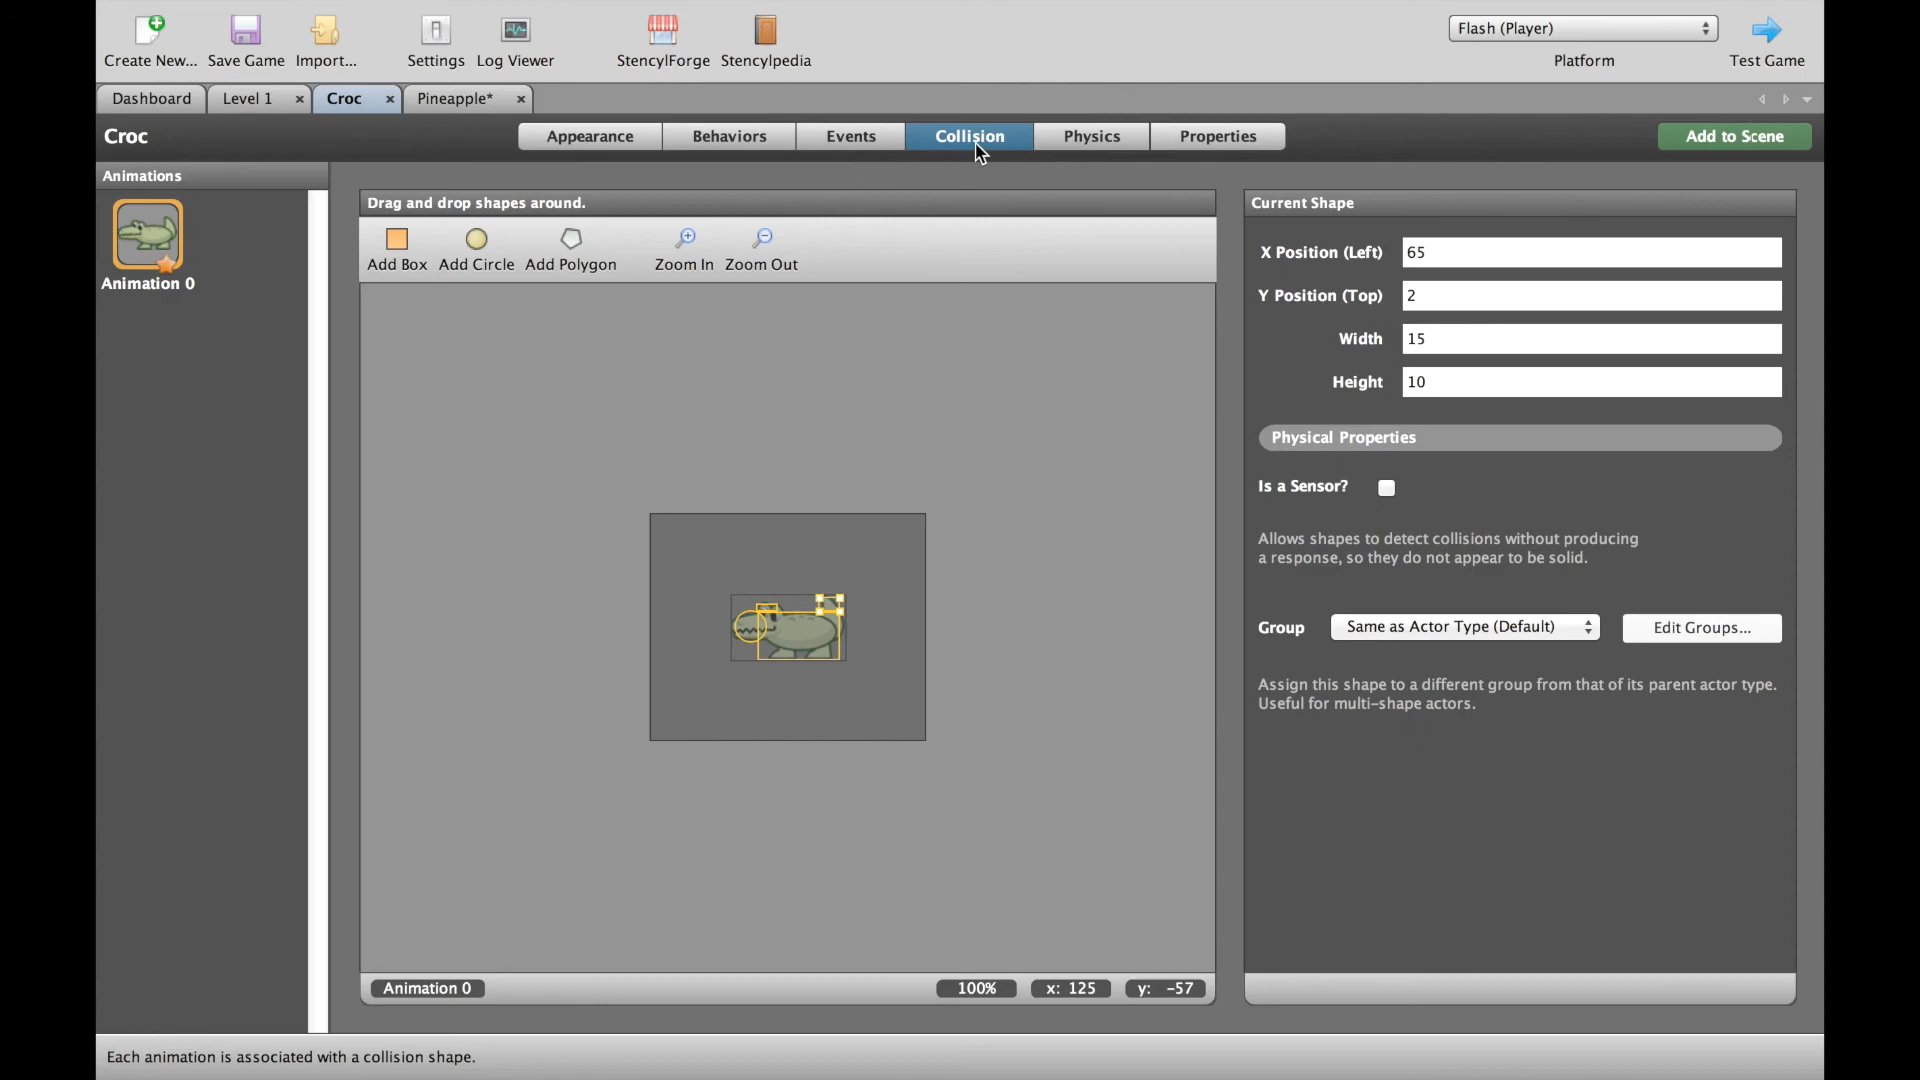 Create New... Save Game Import... Settings Log Viewer StencylForge Stencylpedia Flash (Player) Platform Test Game
Dashboard Level 1 Croc Pineapple*
Croc Appearance Behaviors Events Collision Physics Properties Add to Scene
Animations
Animation 0
Drag and drop shapes around.
Add Box Add Circle Add Polygon Zoom In Zoom Out
Animation 0 100% x: 125 y: -57
Current Shape
X Position (Left) 65
Y Position (Top) 2
Width 15
Height 10
Physical Properties
Is a Sensor?
Allows shapes to detect collisions without producing
a response, so they do not appear to be solid.
Group Same as Actor Type (Default) Edit Groups...
Assign this shape to a different group from that of its parent actor type.
Useful for multi-shape actors.
Each animation is associated with a collision shape.